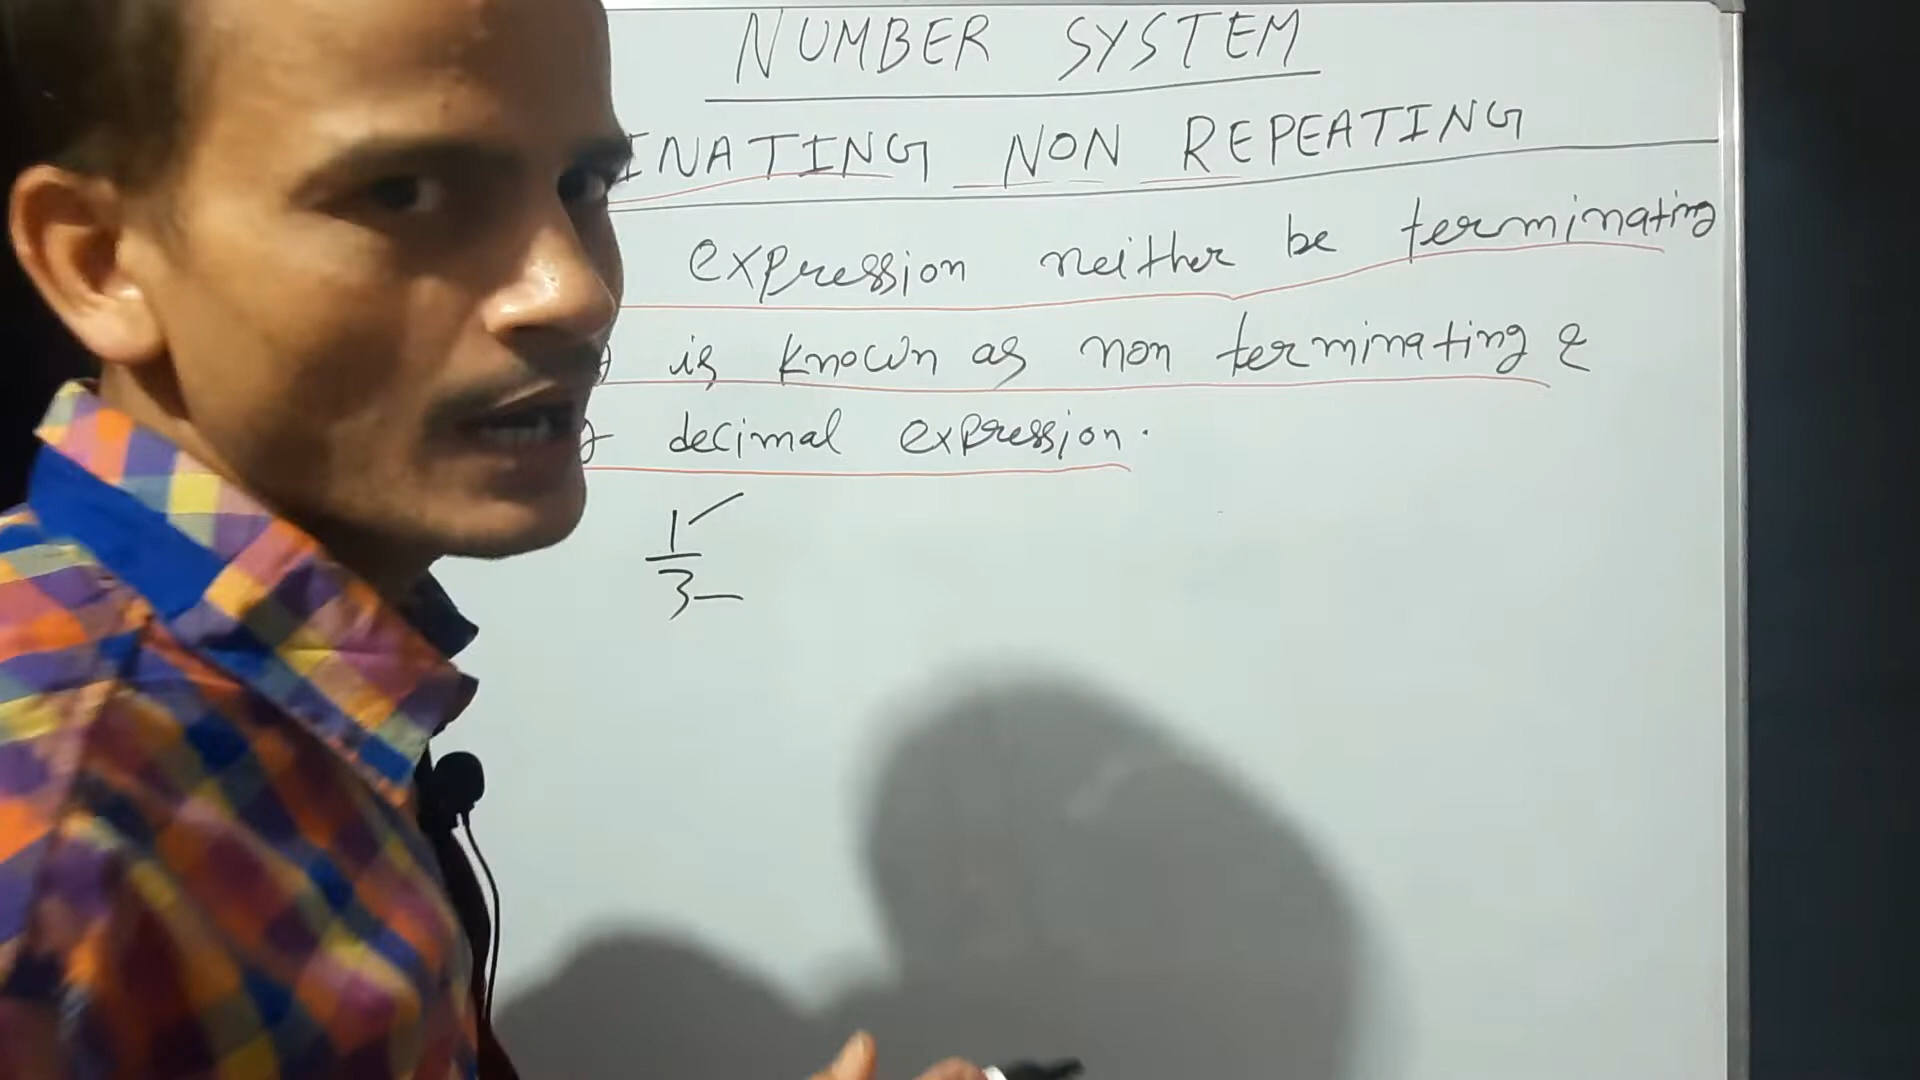 NUMBER SYSTEM
INATING NON REPEATING
expression neither be terminating
is known as non terminating &
decimal expression.
1
3